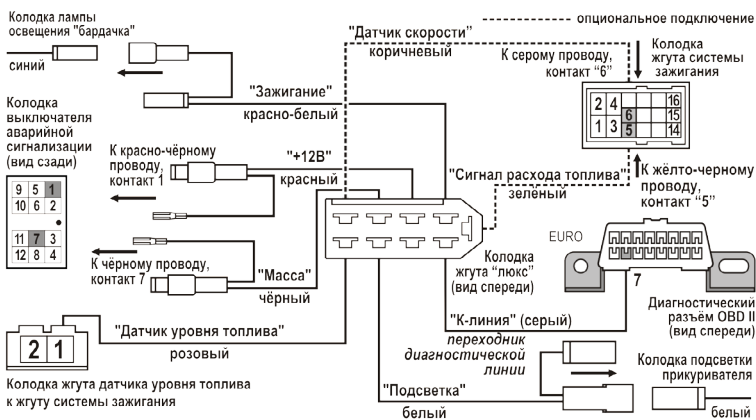 Колодка лампы
освещения "бардачка"
синий
"Датчик скорости"
коричневый
опциональное подключение
К серому проводу,
контакт “6”
Колодка
жгута системы
зажигания
"Зажигание"
красно-белый
2 4 16
6 15
1 3 5 14
Колодка
выключателя
аварийной
сигнализации
(вид сзади)
К красно-чёрному
проводу,
контакт 1
"+12В"
красный
"Сигнал расхода топлива"
зелёный
К жёлто-черному
проводу,
контакт “5”
9 5 1
10 6 2
11 7 3
12 8 4
К чёрному проводу,
контакт 7
"Масса"
чёрный
Колодка
жгута “люкс”
(вид спереди)
EURO
7
Диагностический
разъём OBD II
(вид спереди)
2 1
"Датчик уровня топлива"
розовый
"К-линия" (серый)
переходник
диагностической
линии
Колодка подсветки
прикуривателя
Колодка жгута датчика уровня топлива
к жгуту системы зажигания
"Подсветка"
белый
белый